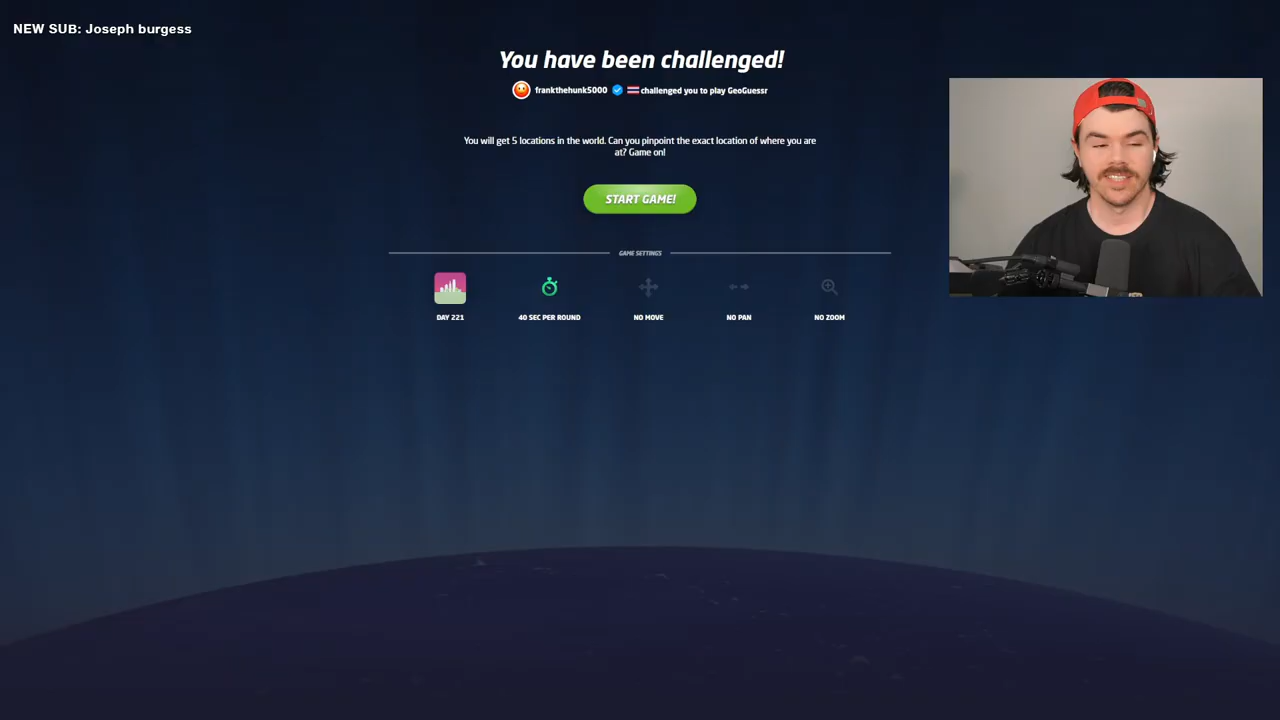 NEW SUB: Joseph burgess
You have been challenged!
frankthehunk5000 challenged you to play GeoGuessr
You will get 5 locations in the world. Can you pinpoint the exact location of where you are
at? Game on!
START GAME!
GAME SETTINGS
DAY 221 40 SEC PER ROUND NO MOVE NO PAN NO ZOOM